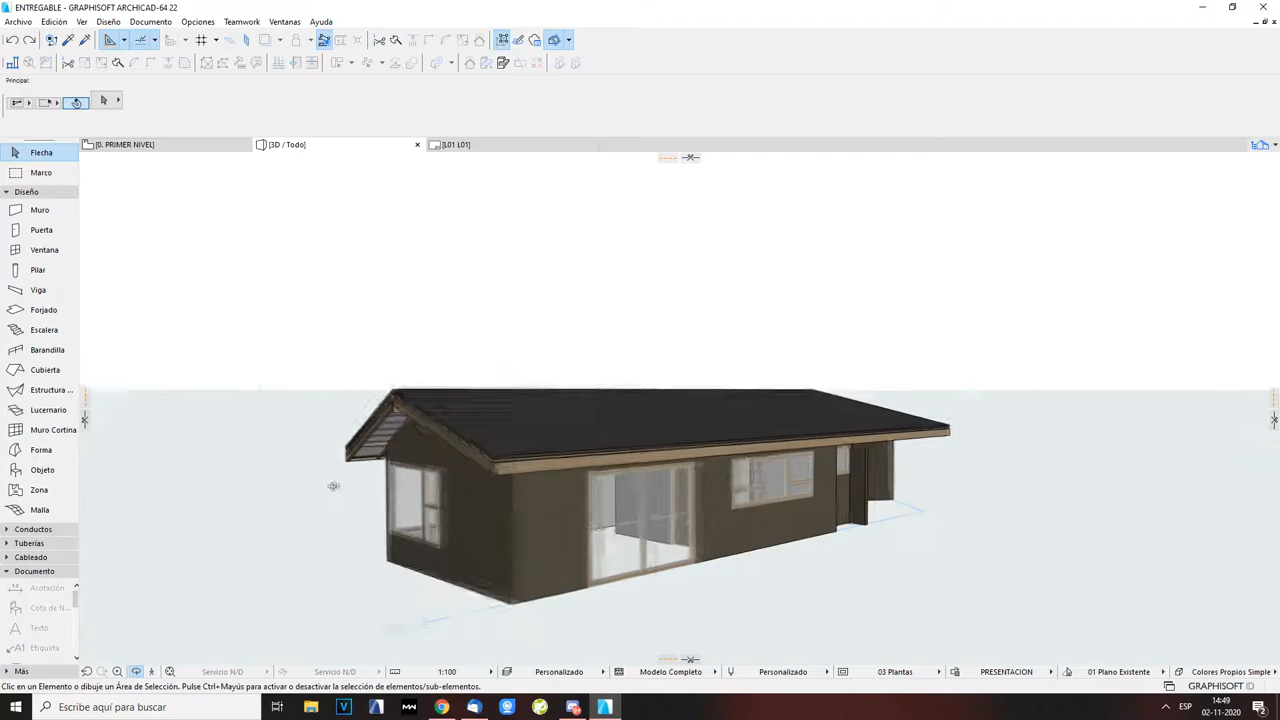 ENTREGABLE - GRAPHISOFT ARCHICAD-64 22
Archivo Edición Ver Diseño Documento Opciones Teamwork Ventanas Ayuda
Principal:
[0. PRIMER NIVEL] [3D / Todo] [L01 L01]
Flecha
Marco
Diseño
Muro
Puerta
Ventana
Pilar
Viga
Forjado
Escalera
Barandilla
Cubierta
Estructura ...
Lucernario
Muro Cortina
Forma
Objeto
Zona
Malla
Conductos
Tuberías
Cableado
Documento
Acotación
Cota de N...
Texto
Etiqueta
Más
Servicio N/D Servicio N/D 1:100 Personalizado Modelo Completo Personalizado 03 Plantas PRESENTACION 01 Plano Existente Colores Propios Simple
Clic en un Elemento o dibuje un Área de Selección. Pulse Ctrl+Mayús para activar o desactivar la selección de elementos/sub-elementos.
GRAPHISOFT ID
Escribe aquí para buscar
ESP
14:49
02-11-2020